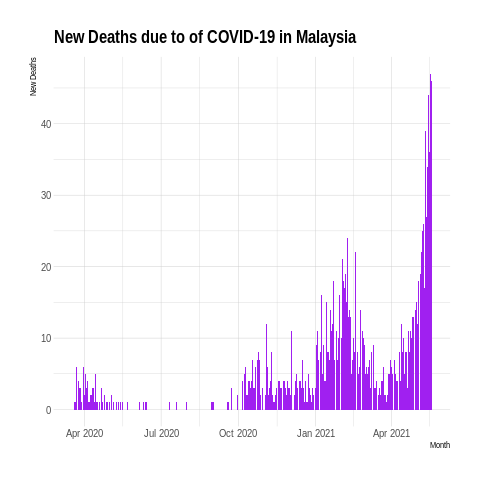 New Deaths due to of COVID-19 in Malaysia
New Deaths
40
30
20
10
0
Apr 2020 Jul 2020 Oct 2020 Jan 2021 Apr 2021
Month